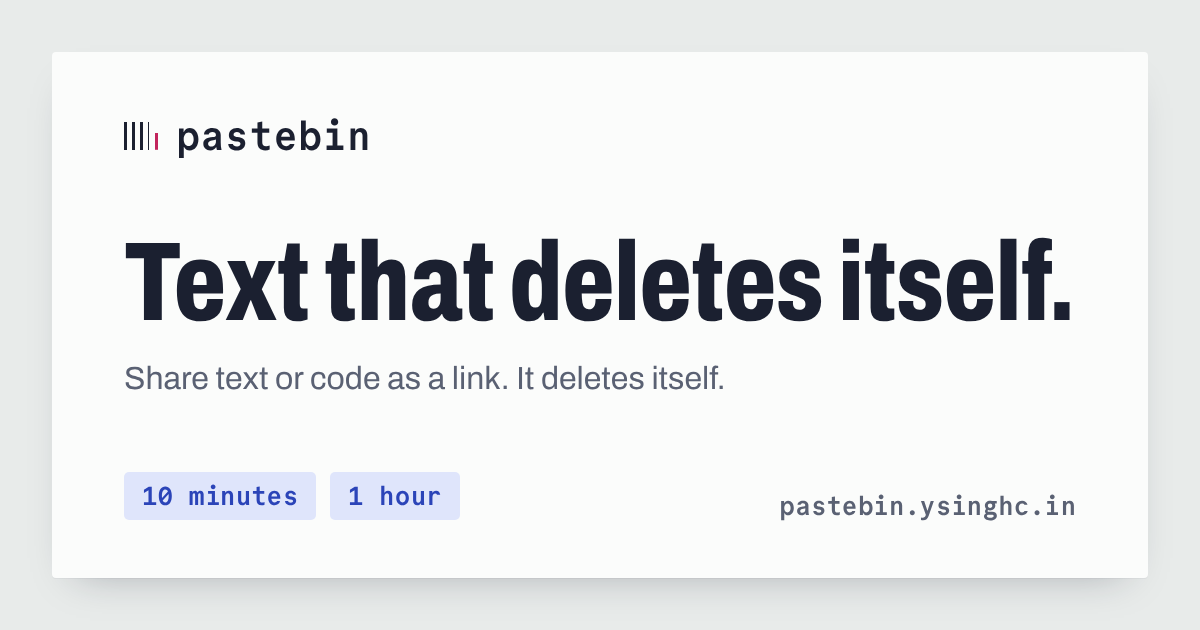 pastebin
Text that deletes itself.
Share text or code as a link. It deletes itself.
10 minutes
1 hour
pastebin.ysinghc.in